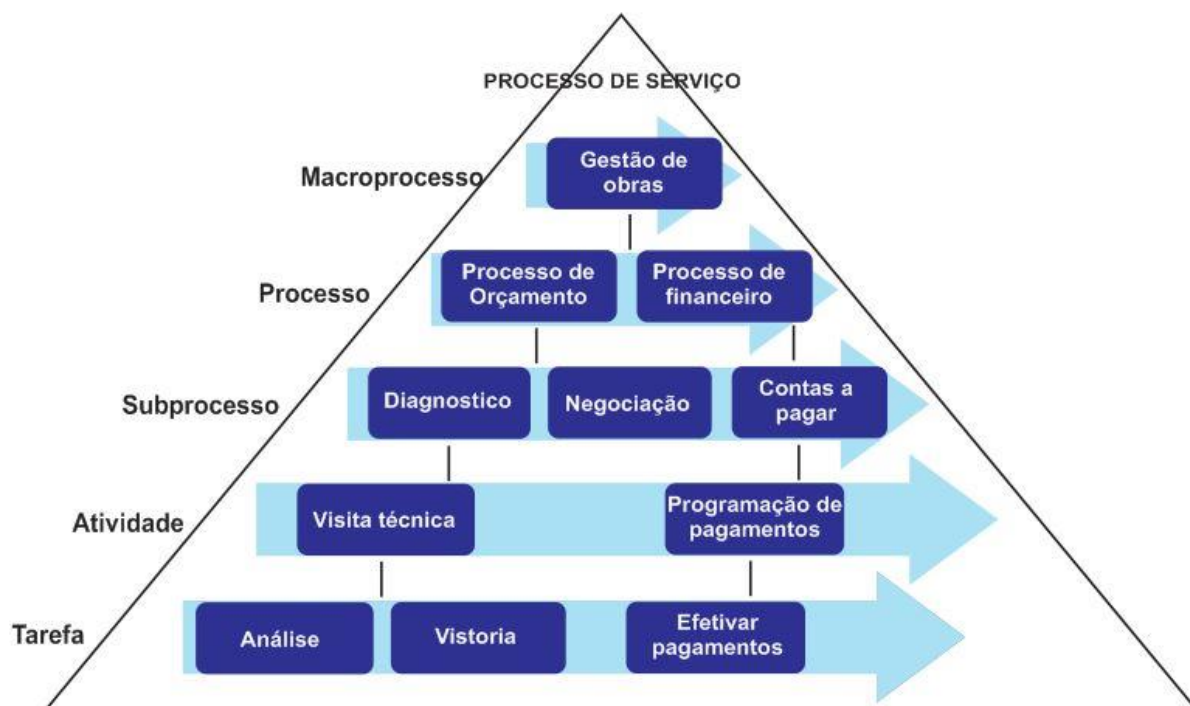 PROCESSO DE SERVIÇO
Macroprocesso
Gestão de
obras
Processo
Processo de
Orçamento
Processo de
financeiro
Subprocesso
Diagnostico
Negociação
Contas a
pagar
Atividade
Visita técnica
Programação de
pagamentos
Tarefa
Análise
Vistoria
Efetivar
pagamentos